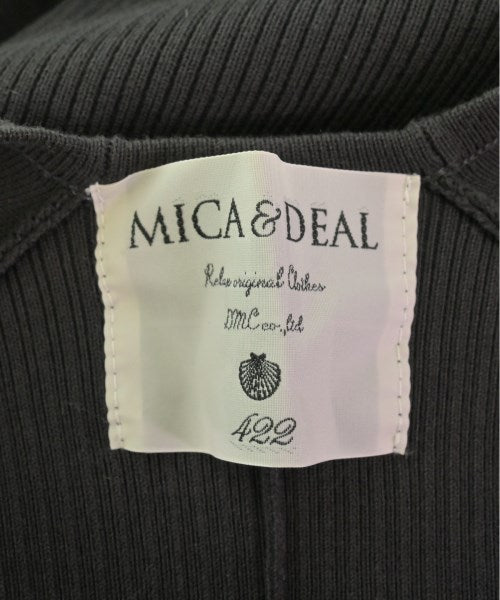 MICA&DEAL
Relax original Clothes
DMC co.,ltd
422